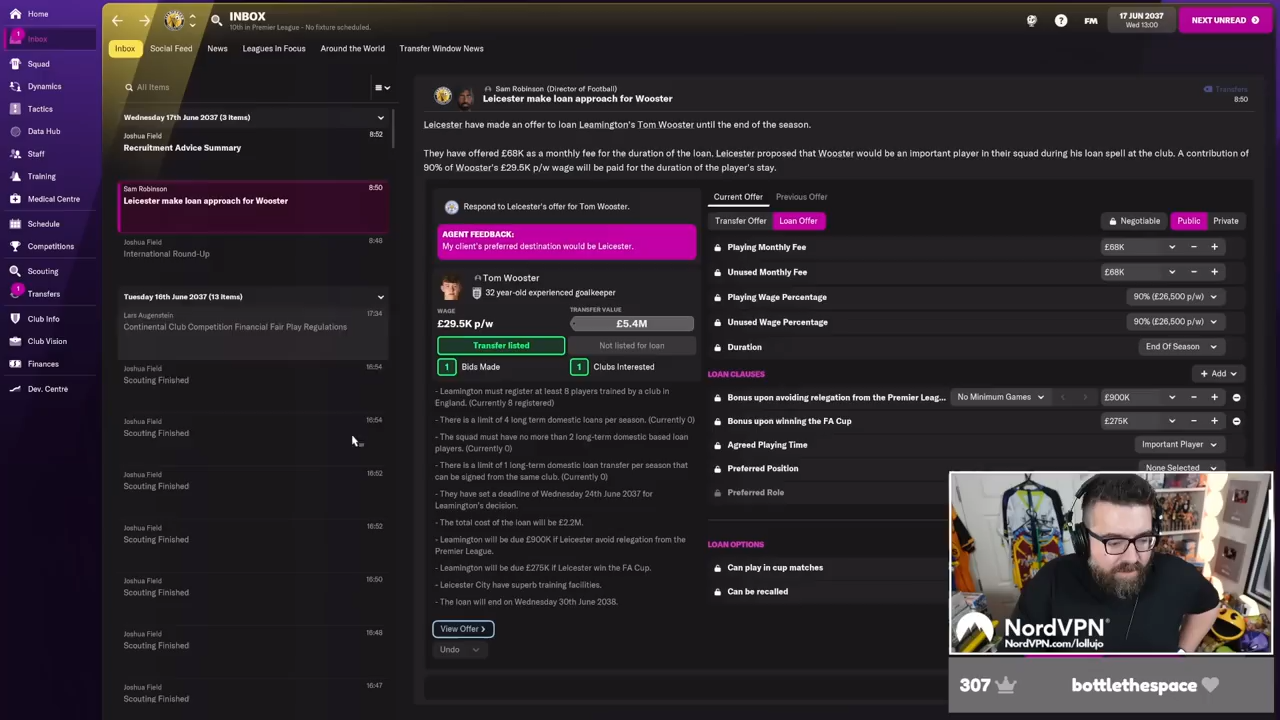 Home
INBOX
10th in Premier League - No fixture scheduled.
FM
17 JUN 2037
Wed 13:00
NEXT UNREAD
1
Inbox
Squad
Dynamics
Tactics
Data Hub
Staff
Training
Medical Centre
Schedule
Competitions
Scouting
1
Transfers
Club Info
Club Vision
Finances
Dev. Centre
Inbox
Social Feed
News
Leagues in Focus
Around the World
Transfer Window News
All Items
Wednesday 17th June 2037 (3 Items)
Joshua Field
8:52
Recruitment Advice Summary
Sam Robinson
8:50
Leicester make loan approach for Wooster
Joshua Field
8:48
International Round-Up
Tuesday 16th June 2037 (13 Items)
Lars Augenstein
17:34
Continental Club Competition Financial Fair Play Regulations
Joshua Field
16:54
Scouting Finished
Joshua Field
16:54
Scouting Finished
Joshua Field
16:52
Scouting Finished
Joshua Field
16:52
Scouting Finished
Joshua Field
16:50
Scouting Finished
Joshua Field
16:48
Scouting Finished
Joshua Field
16:47
Scouting Finished
Sam Robinson (Director of Football)
Leicester make loan approach for Wooster
Transfers
8:50
Leicester have made an offer to loan Leamington's Tom Wooster until the end of the season.
They have offered £68K as a monthly fee for the duration of the loan. Leicester proposed that Wooster would be an important player in their squad during his loan spell at the club. A contribution of
90% of Wooster's £29.5K p/w wage will be paid for the duration of the player's stay.
Respond to Leicester's offer for Tom Wooster.
AGENT FEEDBACK:
My client's preferred destination would be Leicester.
Tom Wooster
32 year-old experienced goalkeeper
WAGE
TRANSFER VALUE
£29.5K p/w
£5.4M
Transfer listed
Not listed for loan
1
Bids Made
1
Clubs Interested
- Leamington must register at least 8 players trained by a club in
England. (Currently 8 registered)
- There is a limit of 4 long term domestic loans per season. (Currently 0)
- The squad must have no more than 2 long-term domestic based loan
players. (Currently 0)
- There is a limit of 1 long-term domestic loan transfer per season that
can be signed from the same club. (Currently 0)
- They have set a deadline of Wednesday 24th June 2037 for
Leamington's decision.
- The total cost of the loan will be £2.2M.
- Leamington will be due £900K if Leicester avoid relegation from the
Premier League.
- Leamington will be due £275K if Leicester win the FA Cup.
- Leicester City have superb training facilities.
- The loan will end on Wednesday 30th June 2038.
View Offer
Undo
Current Offer
Previous Offer
Transfer Offer
Loan Offer
Negotiable
Public
Private
Playing Monthly Fee
£68K
Unused Monthly Fee
£68K
Playing Wage Percentage
90% (£26,500 p/w)
Unused Wage Percentage
90% (£26,500 p/w)
Duration
End Of Season
LOAN CLAUSES
+ Add
Bonus upon avoiding relegation from the Premier Leag...
No Minimum Games
£900K
Bonus upon winning the FA Cup
£275K
Agreed Playing Time
Important Player
Preferred Position
None Selected
Preferred Role
LOAN OPTIONS
Can play in cup matches
Can be recalled
NordVPN®
NordVPN.com/lollujo
307
bottlethespace